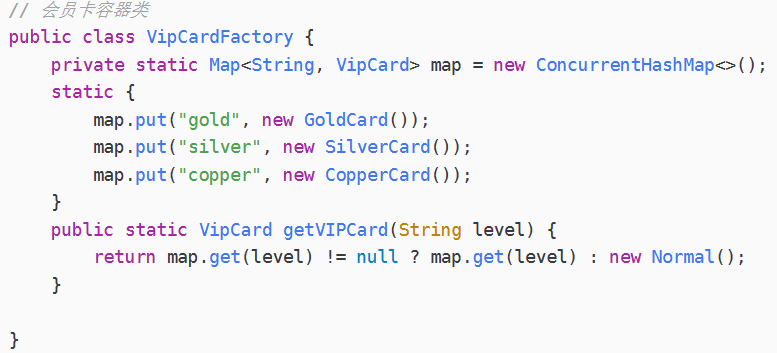 // 会员卡容器类
public class VipCardFactory {
    private static Map<String, VipCard> map = new ConcurrentHashMap<>();
    static {
        map.put("gold", new GoldCard());
        map.put("silver", new SilverCard());
        map.put("copper", new CopperCard());
    }
    public static VipCard getVIPCard(String level) {
        return map.get(level) != null ? map.get(level) : new Normal();
    }

}